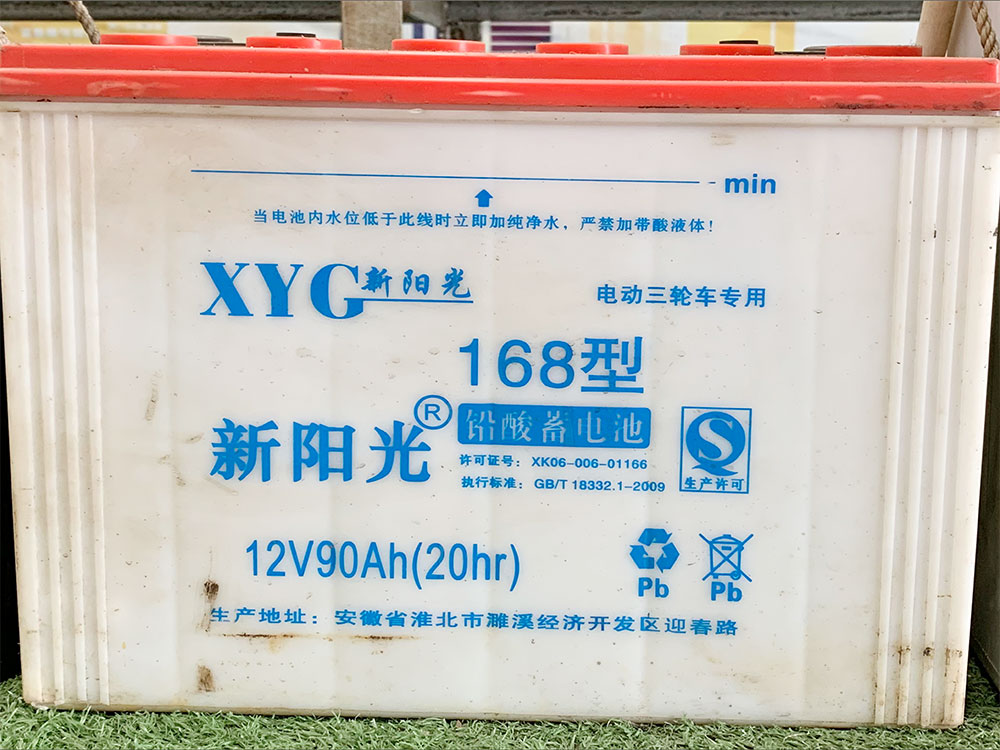 min
当电池内水位低于此线时立即加纯净水，严禁加带酸液体！
XYG新阳光
电动三轮车专用
168型
新阳光®
铅酸蓄电池
许可证号：XK06-006-01166
执行标准：GB/T 18332.1-2009
生产许可
12V90Ah(20hr)
Pb
Pb
生产地址：安徽省淮北市濉溪经济开发区迎春路